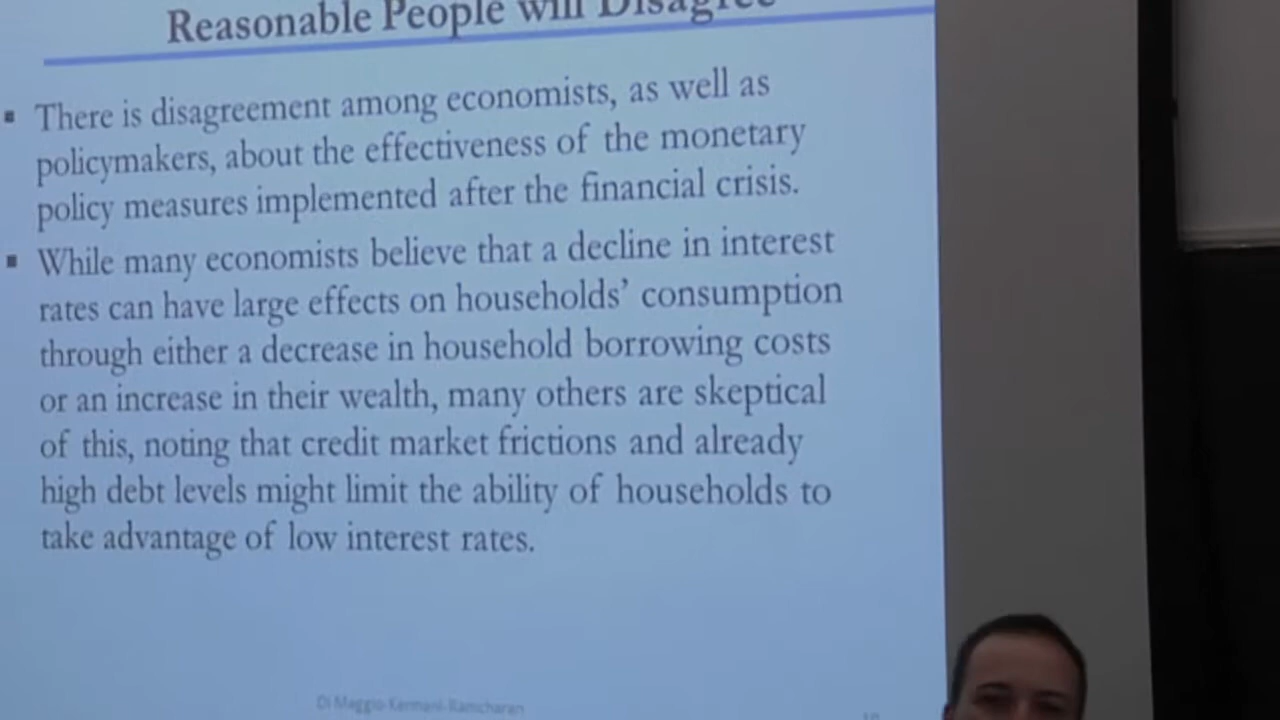 Reasonable People will Disagree
▪ There is disagreement among economists, as well as
policymakers, about the effectiveness of the monetary
policy measures implemented after the financial crisis.
▪ While many economists believe that a decline in interest
rates can have large effects on households’ consumption
through either a decrease in household borrowing costs
or an increase in their wealth, many others are skeptical
of this, noting that credit market frictions and already
high debt levels might limit the ability of households to
take advantage of low interest rates.
Di Maggio-Kermani-Ramcharan